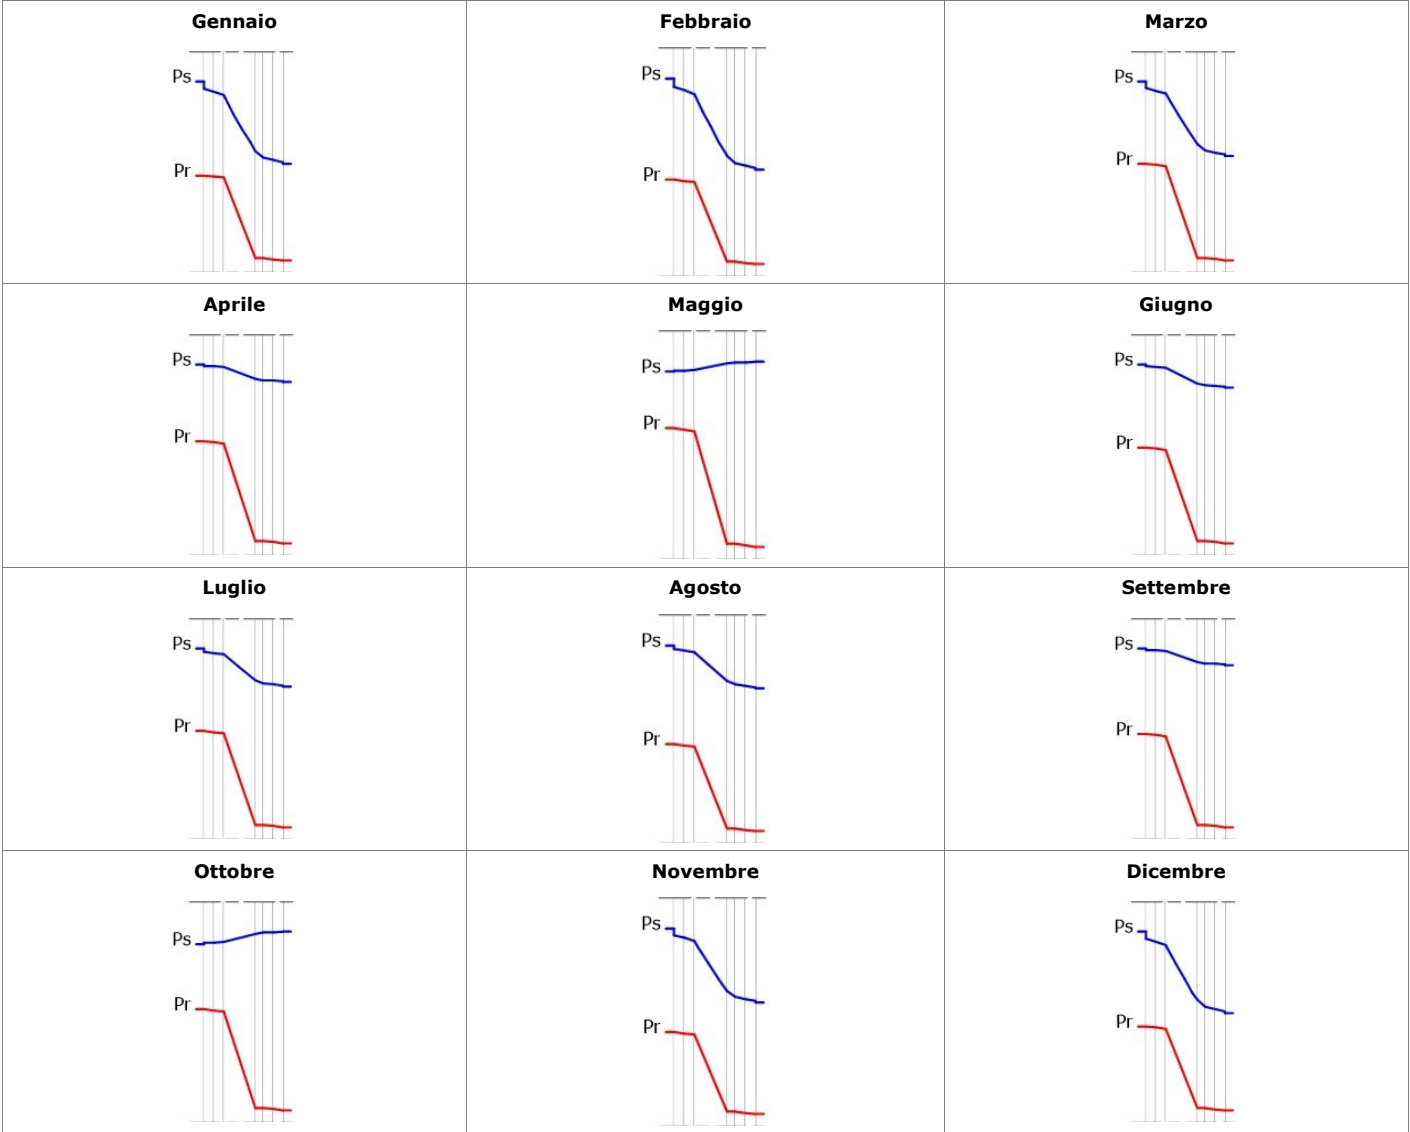 Gennaio
Febbraio
Marzo
Ps
Ps
Ps
Pr
Pr
Pr
Aprile
Maggio
Giugno
Ps
Ps
Ps
Pr
Pr
Pr
Luglio
Agosto
Settembre
Ps
Ps
Ps
Pr
Pr
Pr
Ottobre
Novembre
Dicembre
Ps
Ps
Ps
Pr
Pr
Pr